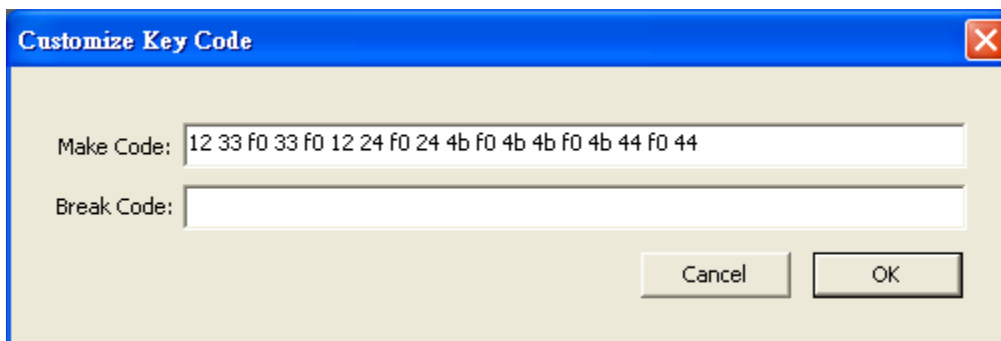 Customize Key Code
Make Code: 12 33 f0 33 f0 12 24 f0 24 4b f0 4b 4b f0 4b 44 f0 44
Break Code:
Cancel OK